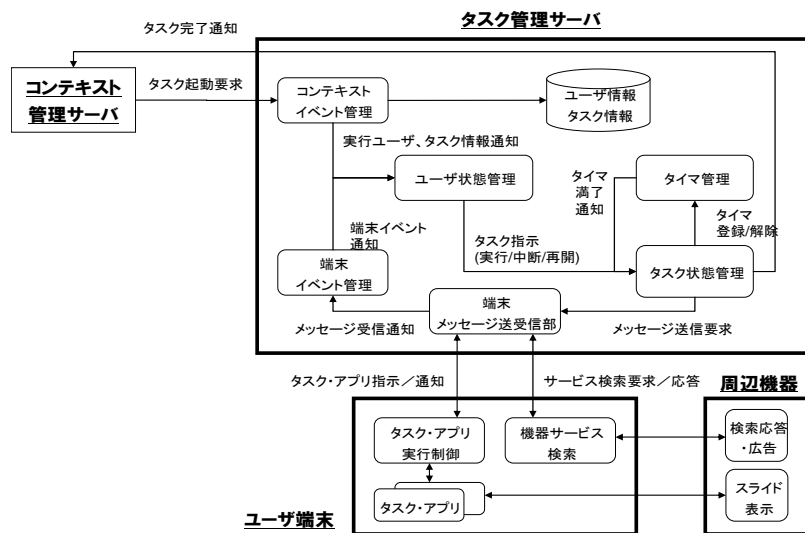 タスク管理サーバ
タスク完了通知
コンテキスト
管理サーバ
タスク起動要求
コンテキスト
イベント管理
ユーザ情報
タスク情報
実行ユーザ、タスク情報通知
ユーザ状態管理
タイマ
満了
通知
タイマ管理
タイマ
登録/解除
端末イベント
通知
タスク指示
(実行/中断/再開)
タスク状態管理
端末
イベント管理
端末
メッセージ送受信部
メッセージ受信通知
メッセージ送信要求
タスク・アプリ指示／通知
サービス検索要求／応答
周辺機器
タスク・アプリ
実行制御
機器サービス
検索
検索応答
・広告
タスク・アプリ
スライド
表示
ユーザ端末